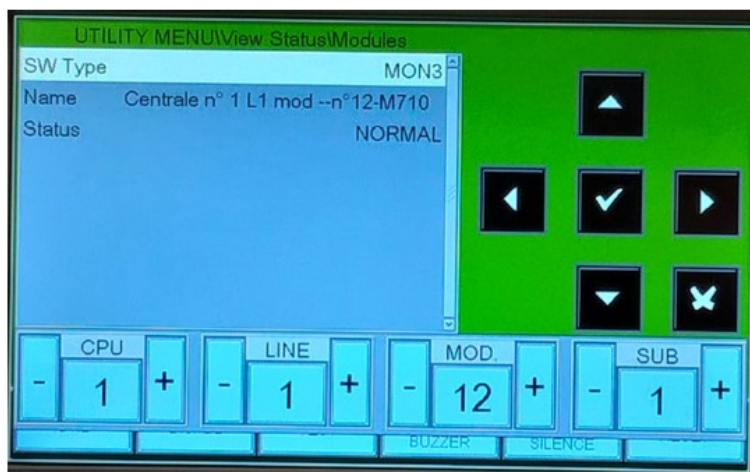 UTILITY MENU\View Status\Modules
SW Type MON3
Name Centrale n° 1 L1 mod --n°12-M710
Status NORMAL
CPU LINE MOD. SUB
- 1 + - 1 + - 12 + - 1 +
BUZZER SILENCE